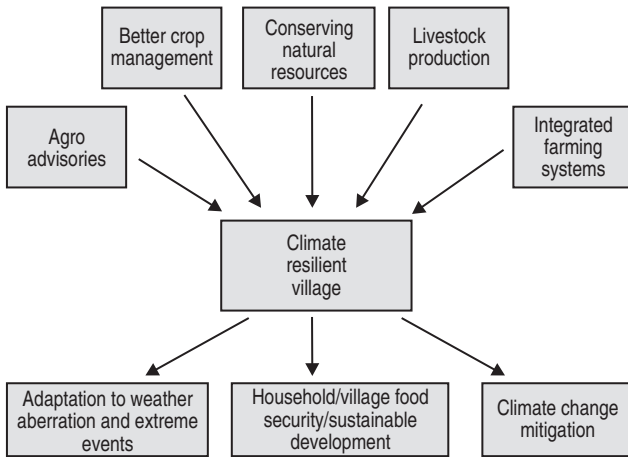 Better crop
management
Conserving
natural
resources
Livestock
production
Agro
advisories
Integrated
farming
systems
Climate
resilient
village
Adaptation to weather
aberration and extreme
events
Household/village food
security/sustainable
development
Climate change
mitigation